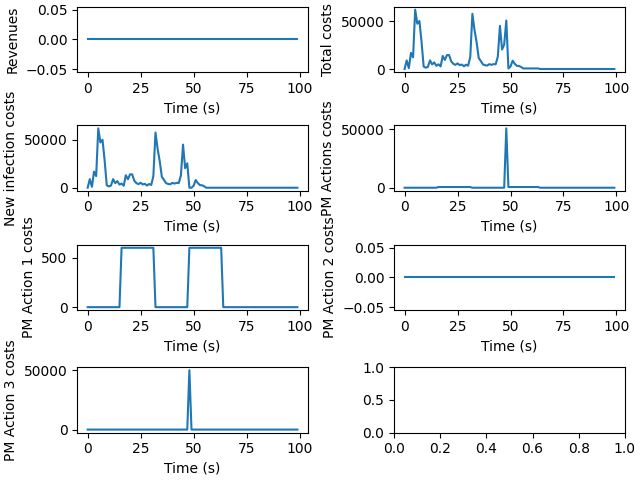 Revenues
0.05
0.00
−0.05
0 25 50 75 100
Time (s)
Total costs
50000
0
0 25 50 75 100
Time (s)
New infection costs
50000
0
0 25 50 75 100
Time (s)
PM Actions costs
50000
0
0 25 50 75 100
Time (s)
PM Action 1 costs
500
0
0 25 50 75 100
Time (s)
PM Action 2 costs
0.05
0.00
−0.05
0 25 50 75 100
Time (s)
PM Action 3 costs
50000
0
0 25 50 75 100
Time (s)
1.0
0.5
0.0
0.0 0.2 0.4 0.6 0.8 1.0